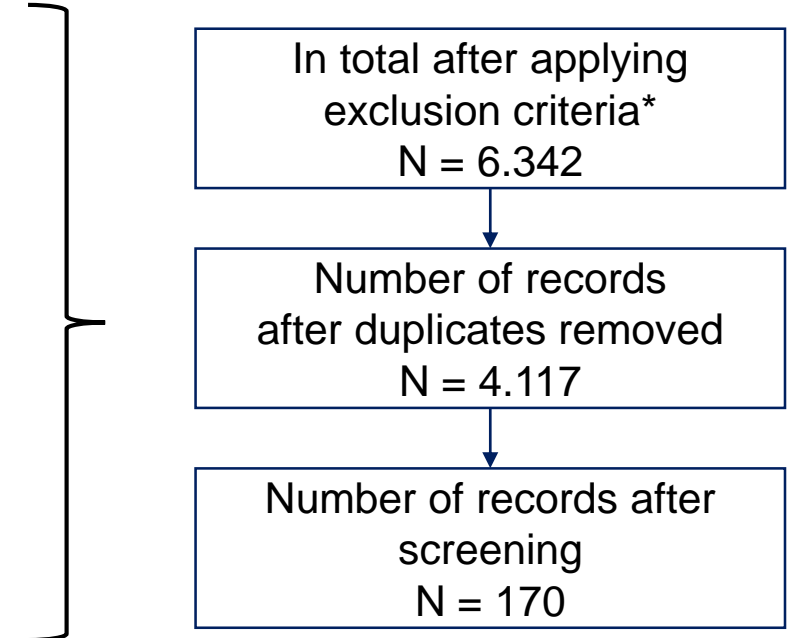 In total after applying
exclusion criteria*
N = 6.342
Number of records
after duplicates removed
N = 4.117
Number of records after
screening
N = 170